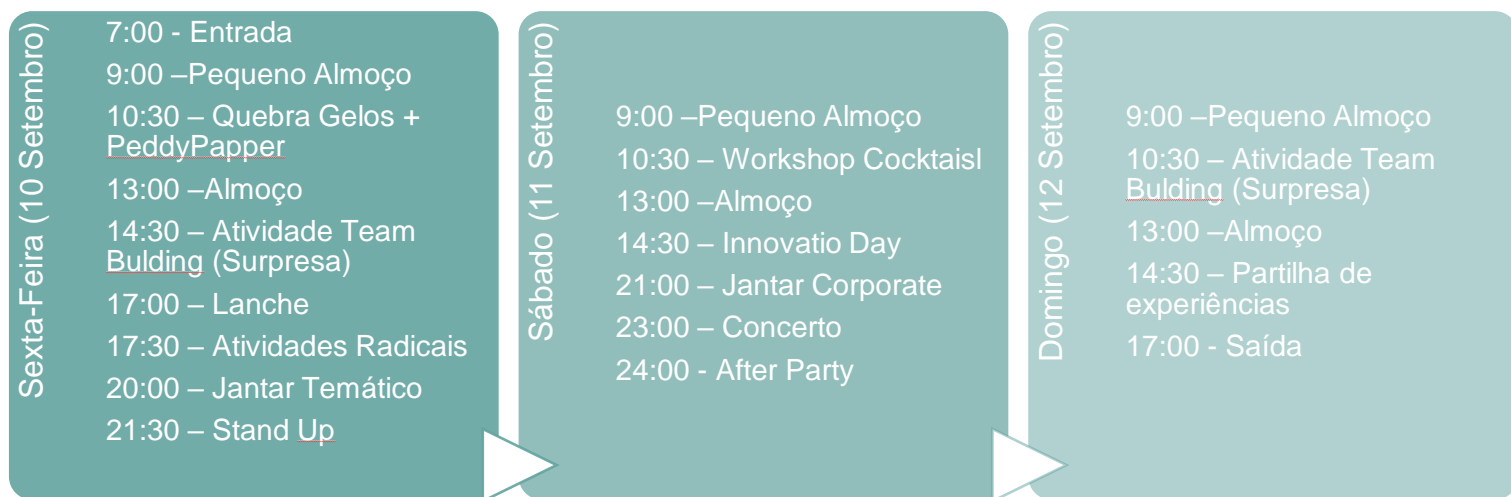 Sexta-Feira (10 Setembro)
7:00 - Entrada
9:00 –Pequeno Almoço
10:30 – Quebra Gelos +
PeddyPapper
13:00 –Almoço
14:30 – Atividade Team
Bulding (Surpresa)
17:00 – Lanche
17:30 – Atividades Radicais
20:00 – Jantar Temático
21:30 – Stand Up
Sábado (11 Setembro)
9:00 –Pequeno Almoço
10:30 – Workshop Cocktaisl
13:00 –Almoço
14:30 – Innovatio Day
21:00 – Jantar Corporate
23:00 – Concerto
24:00 - After Party
Domingo (12 Setembro)
9:00 –Pequeno Almoço
10:30 – Atividade Team
Bulding (Surpresa)
13:00 –Almoço
14:30 – Partilha de
experiências
17:00 - Saída